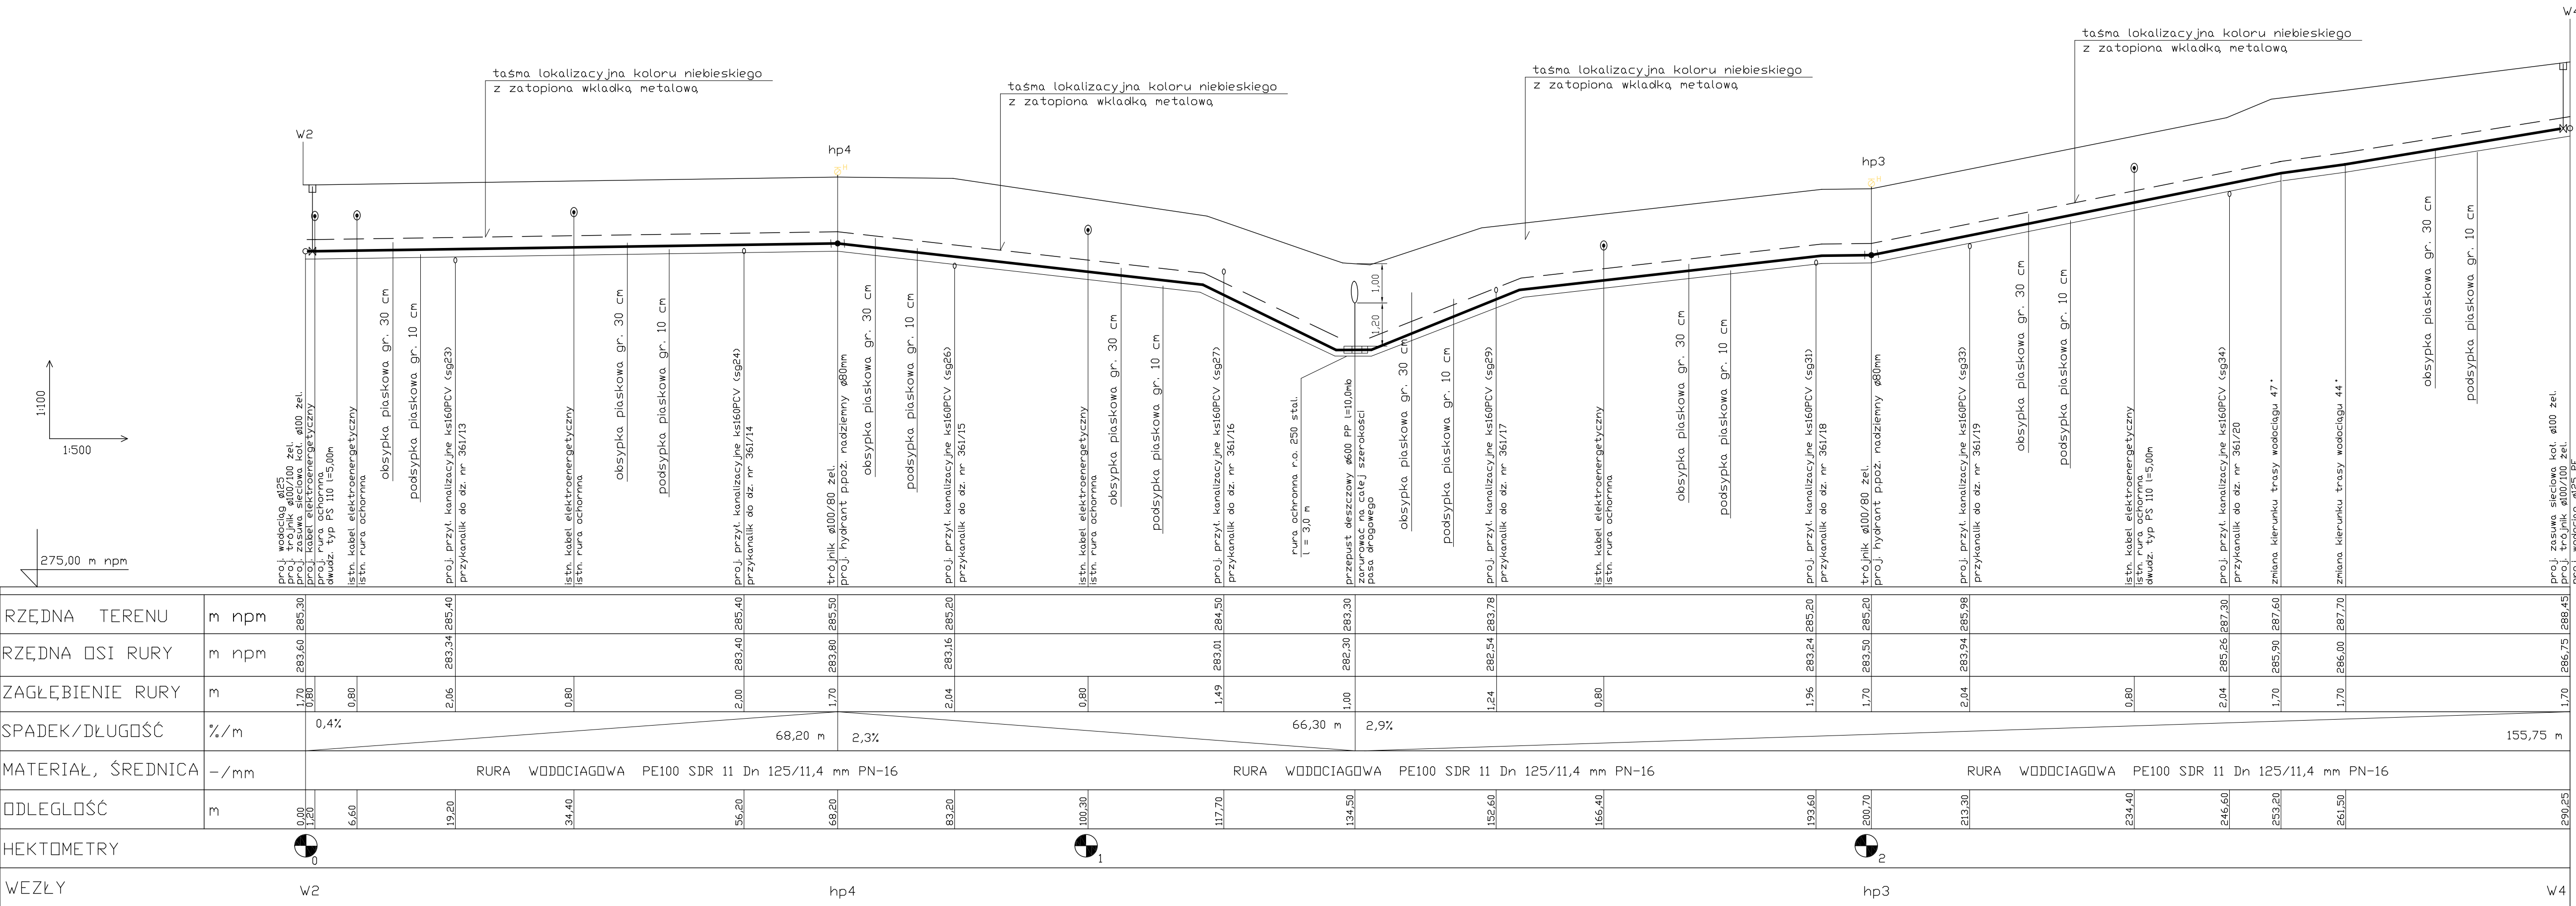 W4
taśma lokalizacyjna koloru niebieskiego
z zatopiona wkladką metalową
taśma lokalizacyjna koloru niebieskiego
z zatopiona wkladką metalową
taśma lokalizacyjna koloru niebieskiego
z zatopiona wkladką metalową
taśma lokalizacyjna koloru niebieskiego
z zatopiona wkladką metalową
W2
hp4
hp3
H
H
1:100
1:500
275,00 m npm
1,00
1,20
proj. wodociąg ø125
proj. trójnik ø100/100 żel.
proj. zasuwa sieciowa koł. ø100 żel.
proj. kabel elektroenergetyczny
proj. rura ochornna
dwudz. typ PS 110 l=5,00m
istn. kabel elektroenergetyczny
istn. rura ochornna
obsypka piaskowa gr. 30 cm
podsypka piaskowa gr. 10 cm
proj. przył. kanalizacyjne ks160PCV (sg23)
przykanalik do dz. nr 361/13
istn. kabel elektroenergetyczny
istn. rura ochornna
obsypka piaskowa gr. 30 cm
podsypka piaskowa gr. 10 cm
proj. przył. kanalizacyjne ks160PCV (sg24)
przykanalik do dz. nr 361/14
trójnik ø100/80 żel.
proj. hydrant p.poż. nadziemny ø80mm
obsypka piaskowa gr. 30 cm
podsypka piaskowa gr. 10 cm
proj. przył. kanalizacyjne ks160PCV (sg26)
przykanalik do dz. nr 361/15
istn. kabel elektroenergetyczny
istn. rura ochornna
obsypka piaskowa gr. 30 cm
podsypka piaskowa gr. 10 cm
proj. przył. kanalizacyjne ks160PCV (sg27)
przykanalik do dz. nr 361/16
rura ochronna r.o. 250 stal.
l = 3,0 m
przepust deszczowy ø600 PP l=10,0mb
zarurować na całej szerokości
pasa drogowego
obsypka piaskowa gr. 30 cm
podsypka piaskowa gr. 10 cm
proj. przył. kanalizacyjne ks160PCV (sg29)
przykanalik do dz. nr 361/17
istn. kabel elektroenergetyczny
istn. rura ochornna
obsypka piaskowa gr. 30 cm
podsypka piaskowa gr. 10 cm
proj. przył. kanalizacyjne ks160PCV (sg31)
przykanalik do dz. nr 361/18
trójnik ø100/80 żel.
proj. hydrant p.poż. nadziemny ø80mm
proj. przył. kanalizacyjne ks160PCV (sg33)
przykanalik do dz. nr 361/19
obsypka piaskowa gr. 30 cm
podsypka piaskowa gr. 10 cm
istn. kabel elektroenergetyczny
istn. rura ochornna
dwudz. typ PS 110 l=5,00m
proj. przył. kanalizacyjne ks160PCV (sg34)
przykanalik do dz. nr 361/20
zmiana kierunku trasy wodociągu 47°
zmiana kierunku trasy wodociągu 44°
obsypka piaskowa gr. 30 cm
podsypka piaskowa gr. 10 cm
proj. zasuwa sieciowa koł. ø100 żel.
proj. trójnik ø100/100 żel.
proj. wodociąg ø125 PE
RZĘDNA TERENU m npm 285,30 285,40 285,40 285,50 285,20 284,50 283,30 283,78 285,20 285,20 285,98 287,30 287,60 287,70 288,45
RZĘDNA OSI RURY m npm 283,60 283,34 283,40 283,80 283,16 283,01 282,30 282,54 283,24 283,50 283,94 285,26 285,90 286,00 286,75
ZAGŁĘBIENIE RURY m 1,70 0,80 0,80 2,06 0,80 2,00 1,70 2,04 0,80 1,49 1,00 1,24 0,80 1,96 1,70 2,04 0,80 2,04 1,70 1,70 1,70
SPADEK/DŁUGOŚĆ %/m 0,4% 68,20 m 2,3% 66,30 m 2,9% 155,75 m
MATERIAŁ, ŚREDNICA -/mm RURA WODOCIAGOWA PE100 SDR 11 Dn 125/11,4 mm PN-16 RURA WODOCIAGOWA PE100 SDR 11 Dn 125/11,4 mm PN-16 RURA WODOCIAGOWA PE100 SDR 11 Dn 125/11,4 mm PN-16
ODLEGLOŚĆ m 0,00 1,20 6,60 19,20 34,40 56,20 68,20 83,20 100,30 117,70 134,50 152,60 166,40 193,60 200,70 213,30 234,40 246,60 253,20 261,50 290,25
HEKTOMETRY 0 1 2
WEZŁY W2 hp4 hp3 W4